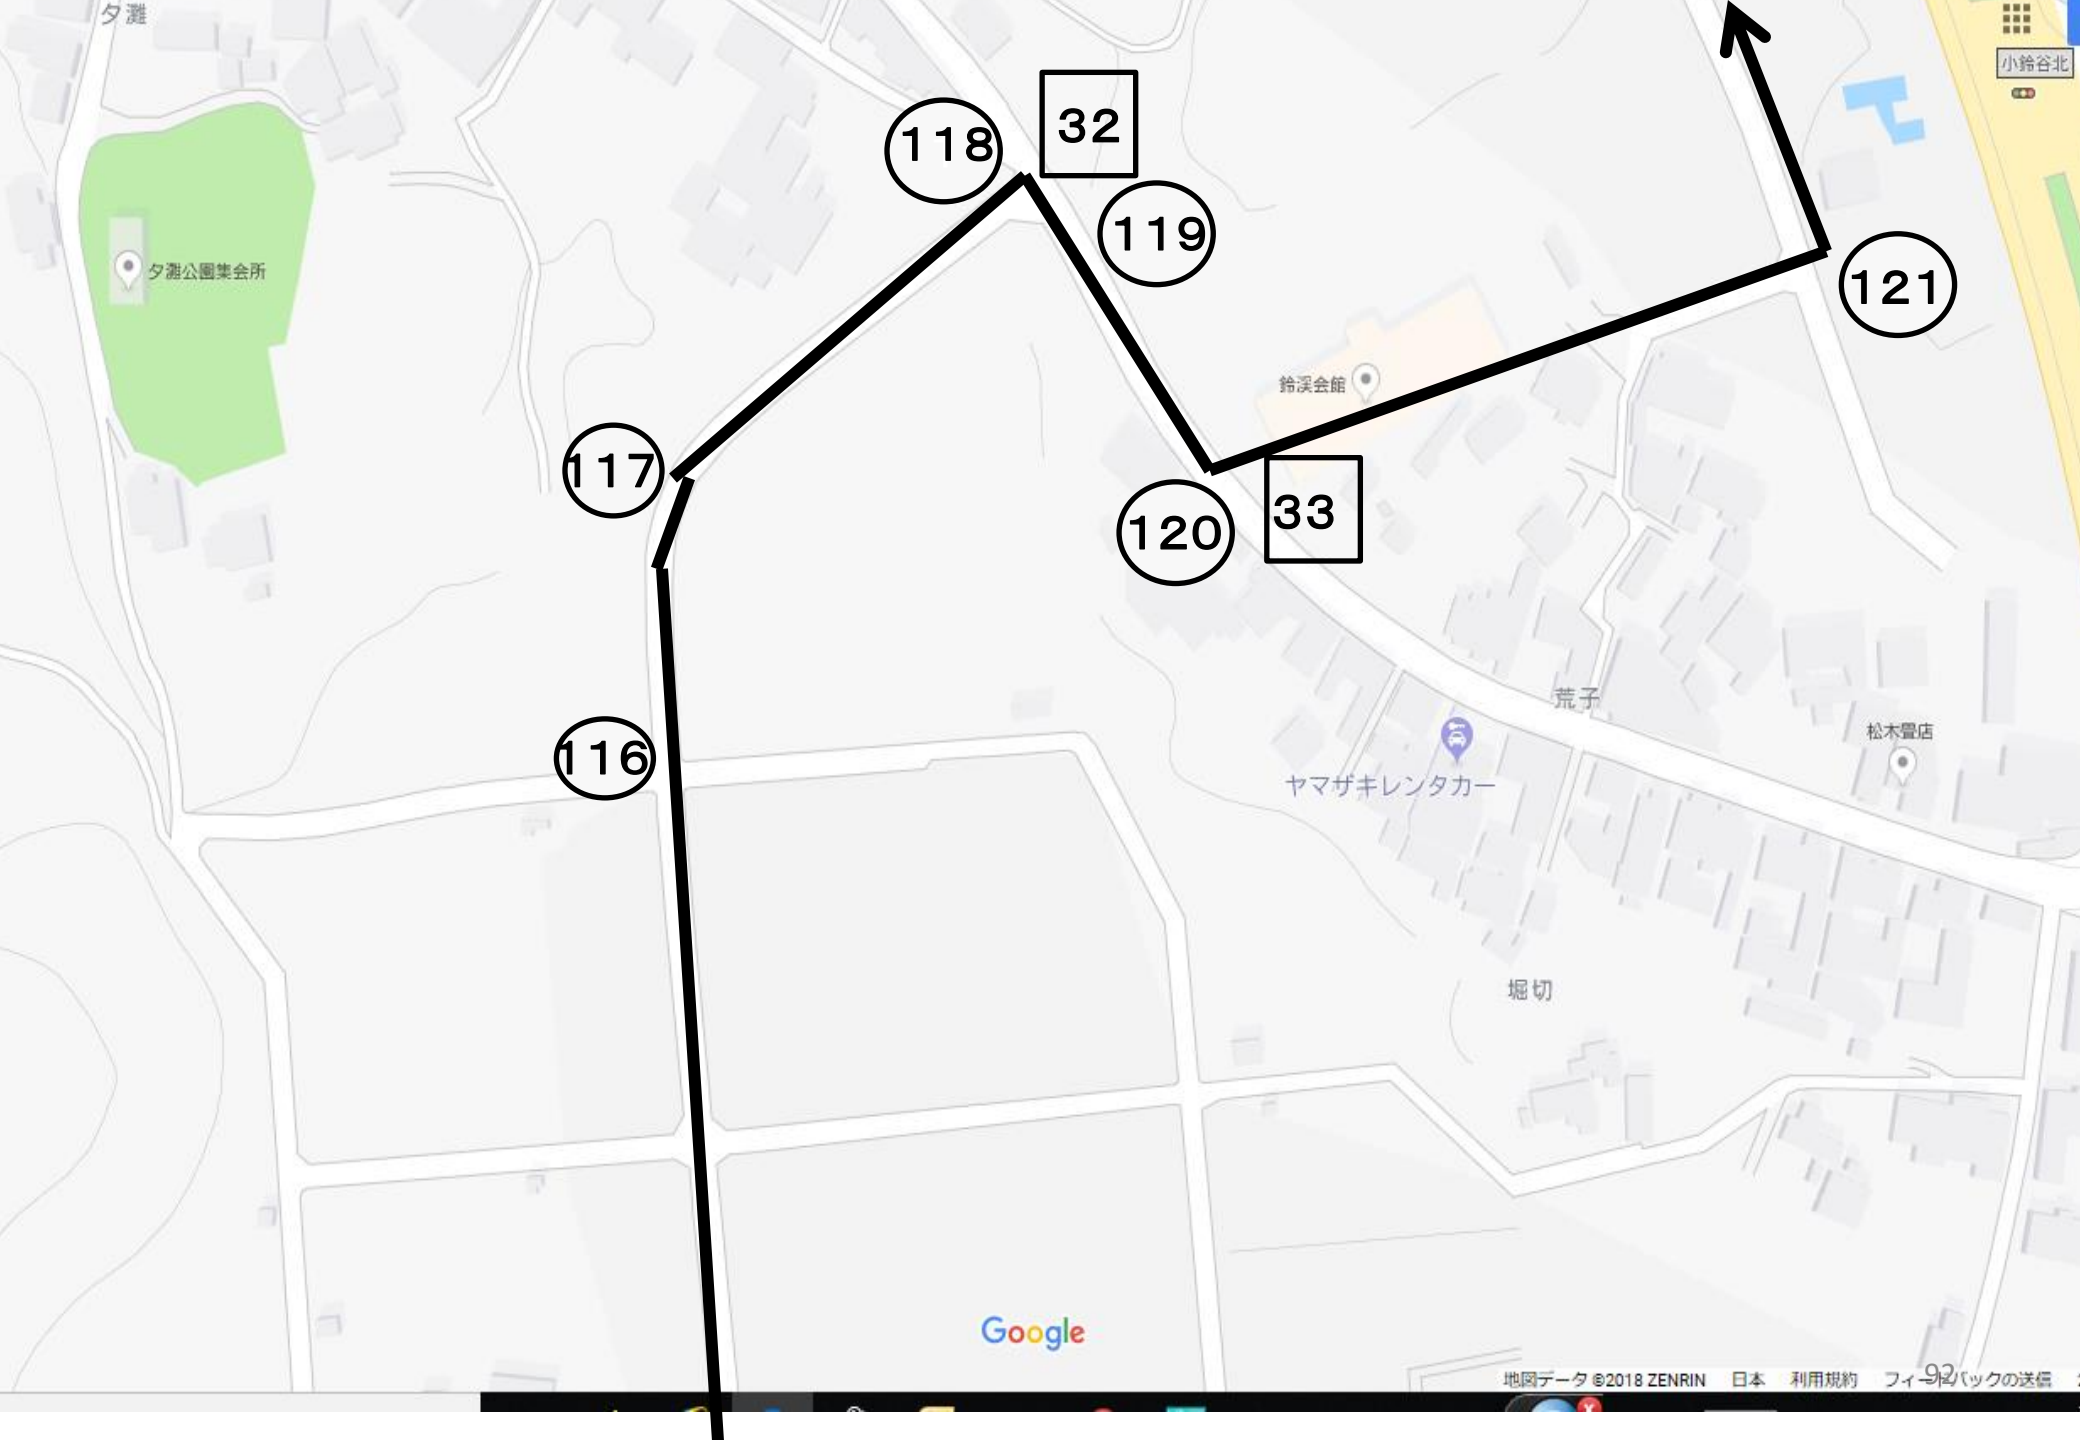 夕灘
小鈴谷北
32
118
119
夕灘公園集会所
121
鈴渓会館
117
33
120
荒子
松木畳店
116
ヤマザキレンタカー
堀切
Google
92
地図データ ©2018 ZENRIN 日本 利用規約 フィードバックの送信